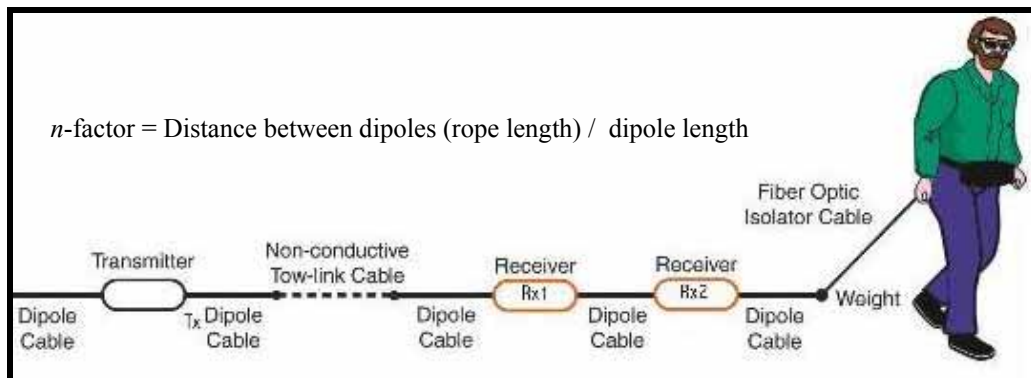 n-factor = Distance between dipoles (rope length) / dipole length
Fiber Optic
Isolator Cable
Transmitter
Non-conductive
Tow-link Cable
Receiver
Receiver
Rx1
Rx2
Weight
Dipole
Cable
Tx Dipole
Cable
Dipole
Cable
Dipole
Cable
Dipole
Cable